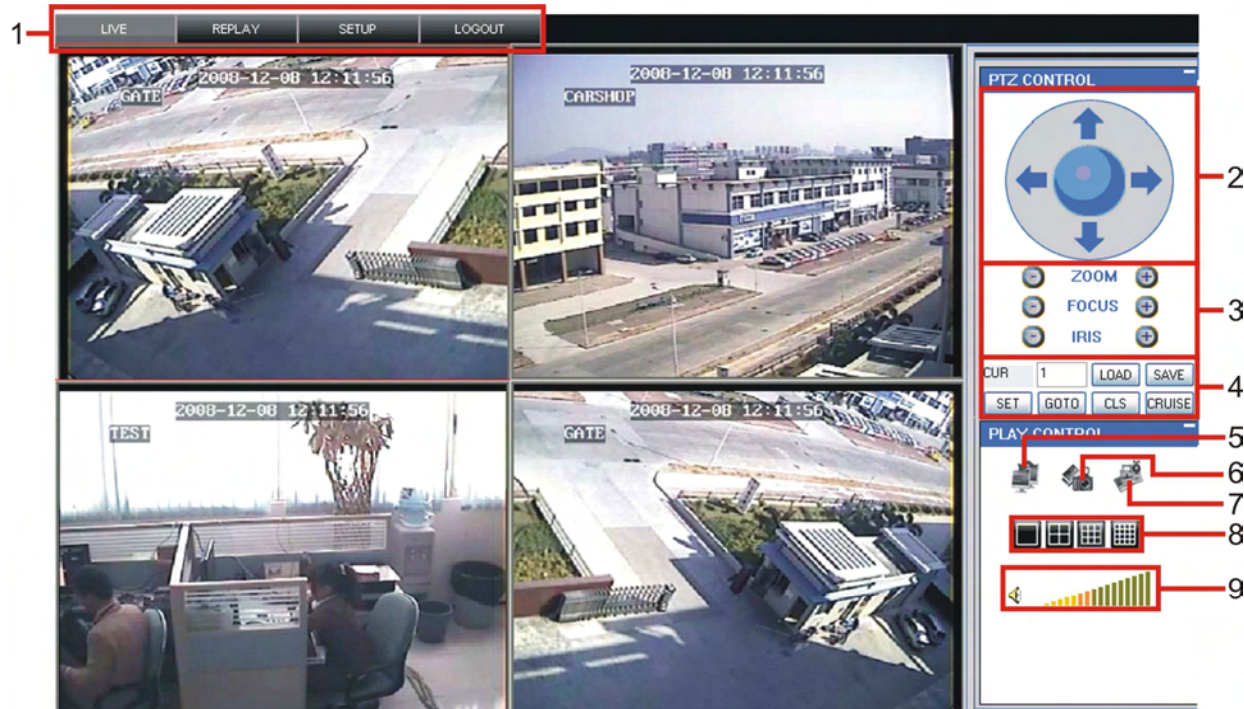 1
LIVE REPLAY SETUP LOGOUT
2008-12-08 12:11:56
GATE
2008-12-08 12:11:56
CARSHOP
2008-12-08 12:11:56
TEST
2008-12-08 12:11:56
GATE
PTZ CONTROL
2
ZOOM
FOCUS
IRIS
3
CUR 1 LOAD SAVE
SET GOTO CLS CRUISE
4
PLAY CONTROL
5
6
7
8
9